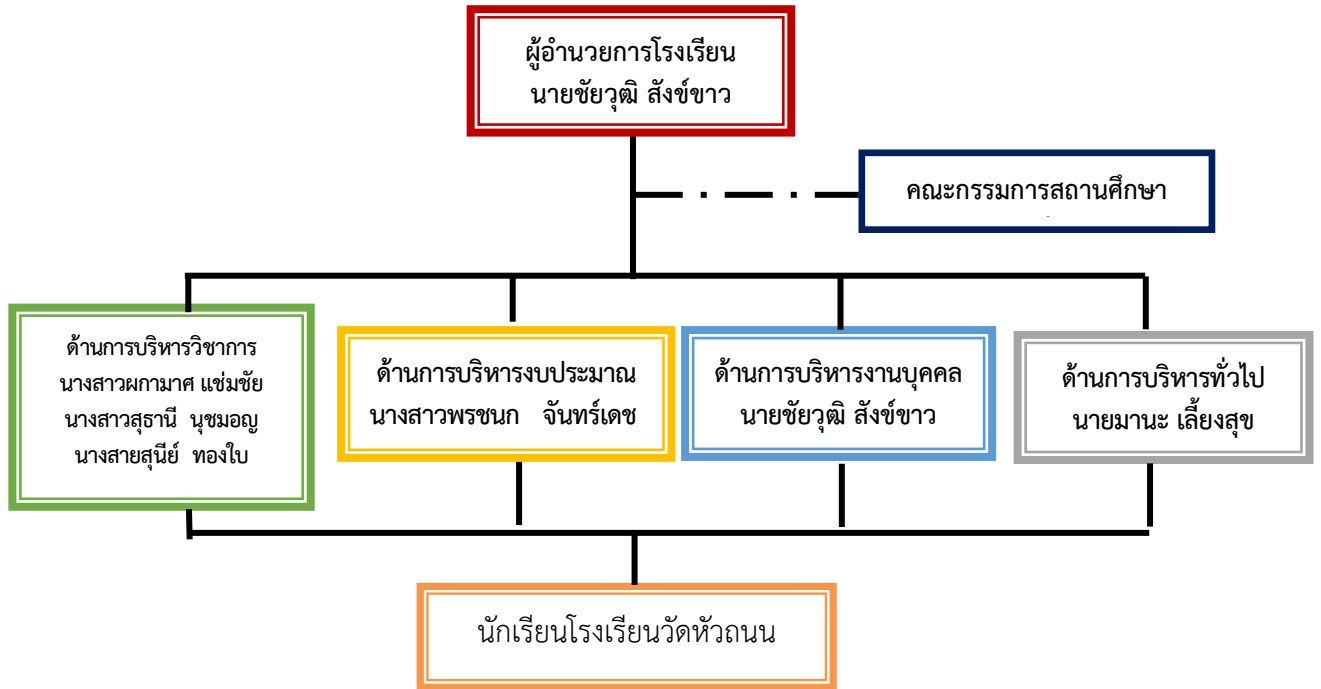 ผู้อำนวยการโรงเรียน
นายชัยวุฒิ สังข์ขาว
คณะกรรมการสถานศึกษา
ด้านการบริหารวิชาการ
นางสาวผกามาศ แช่มชัย
นางสาวสุธานี นุชมอญ
นางสายสุนีย์ ทองใบ
ด้านการบริหารงบประมาณ
นางสาวพรชนก จันทร์เดช
ด้านการบริหารงานบุคคล
นายชัยวุฒิ สังข์ขาว
ด้านการบริหารทั่วไป
นายมานะ เลี้ยงสุข
นักเรียนโรงเรียนวัดหัวถนน